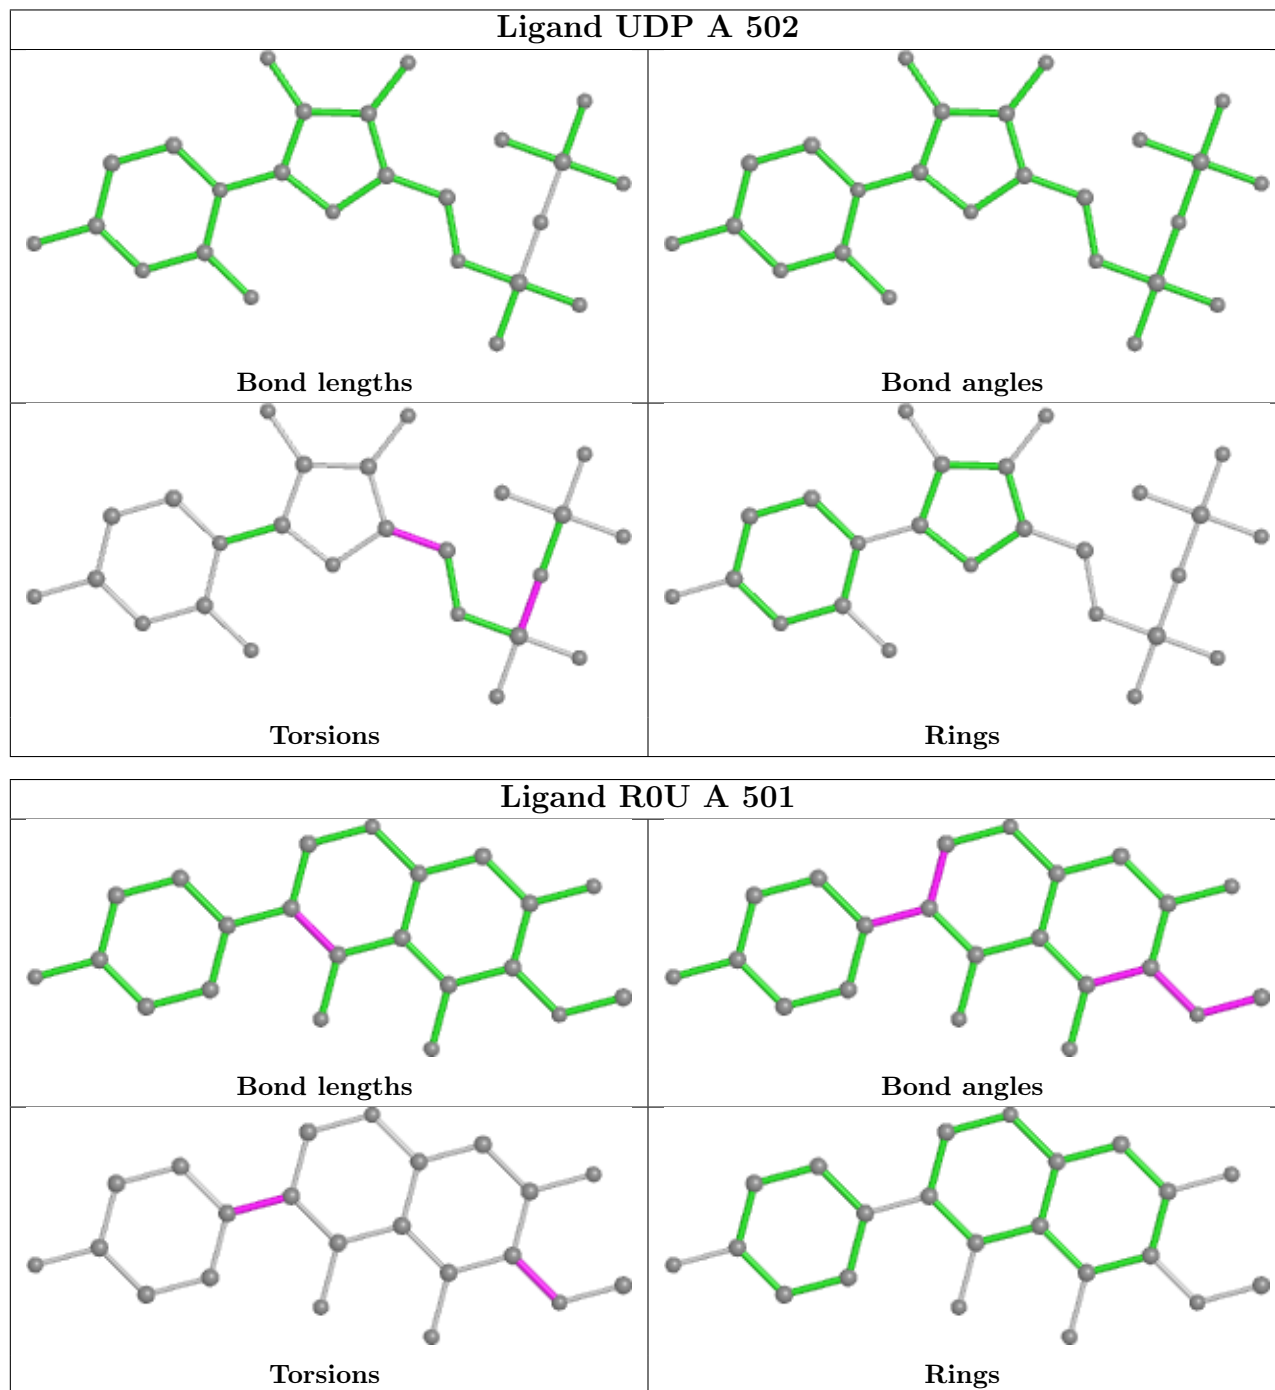 Ligand UDP A 502
Bond lengths
Bond angles
Torsions
Rings
Ligand R0U A 501
Bond lengths
Bond angles
Torsions
Rings